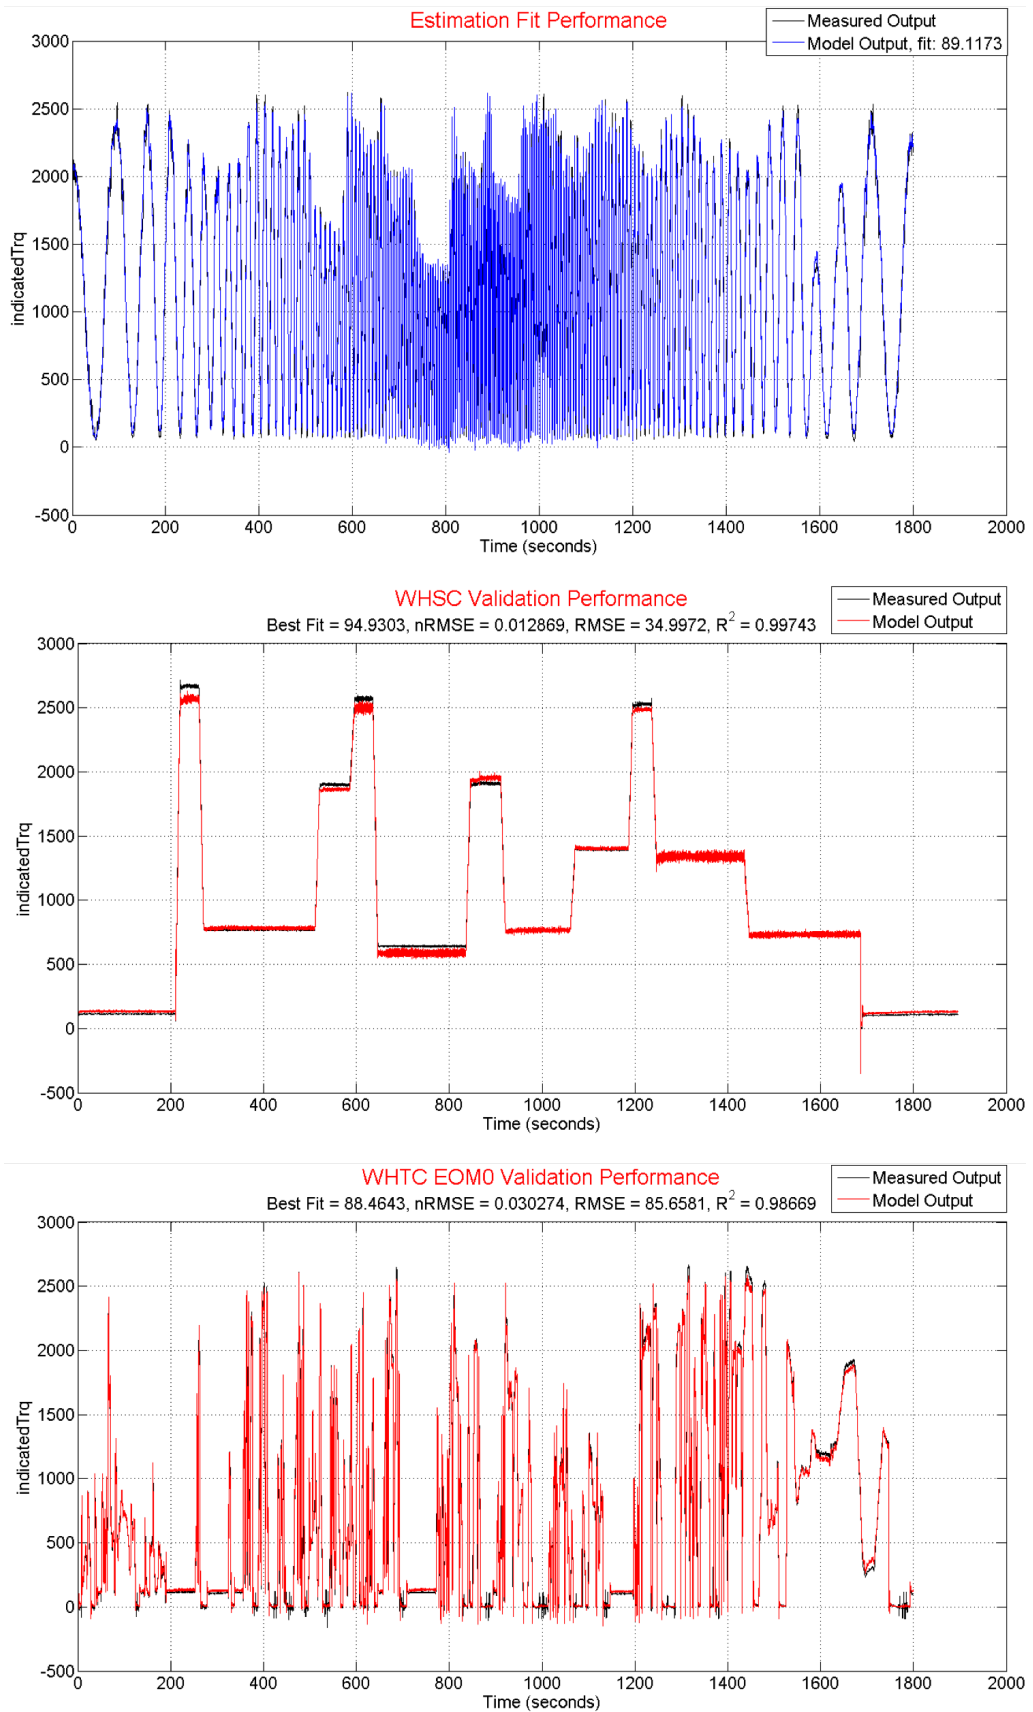 Estimation Fit Performance
Measured Output
Model Output, fit: 89.1173
3000
2500
2000
1500
1000
500
0
-500
indicatedTrq
0 200 400 600 800 1000 1200 1400 1600 1800 2000
Time (seconds)
WHSC Validation Performance
Best Fit = 94.9303, nRMSE = 0.012869, RMSE = 34.9972, R² = 0.99743
Measured Output
Model Output
3000
2500
2000
1500
1000
500
0
-500
indicatedTrq
0 200 400 600 800 1000 1200 1400 1600 1800 2000
Time (seconds)
WHTC EOM0 Validation Performance
Best Fit = 88.4643, nRMSE = 0.030274, RMSE = 85.6581, R² = 0.98669
Measured Output
Model Output
3000
2500
2000
1500
1000
500
0
-500
indicatedTrq
0 200 400 600 800 1000 1200 1400 1600 1800 2000
Time (seconds)